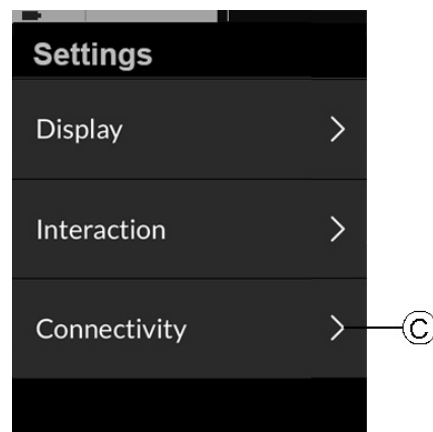 Settings
Display
Interaction
Connectivity
C